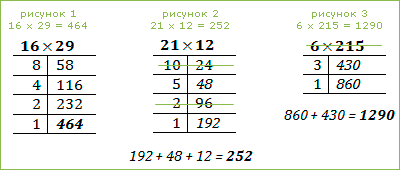 рисунок 1
16 x 29 = 464
16 × 29
8 58
4 116
2 232
1 464
рисунок 2
21 x 12 = 252
21 × 12
10 24
5 48
2 96
1 192
192 + 48 + 12 = 252
рисунок 3
6 x 215 = 1290
6 × 215
3 430
1 860
860 + 430 = 1290